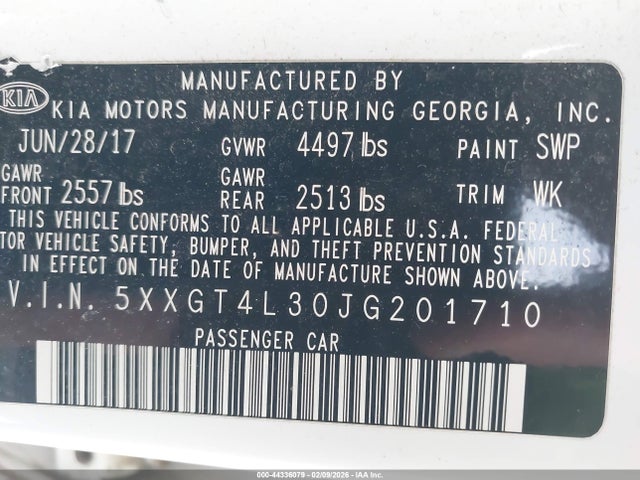 MANUFACTURED BY
KIA KIA MOTORS MANUFACTURING GEORGIA, INC.
JUN/28/17 GVWR 4497 lbs PAINT SWP
GAWR FRONT 2557 lbs GAWR REAR 2513 lbs TRIM WK
THIS VEHICLE CONFORMS TO ALL APPLICABLE U.S.A. FEDERAL
TOR VEHICLE SAFETY, BUMPER, AND THEFT PREVENTION STANDARDS
IN EFFECT ON THE DATE OF MANUFACTURE SHOWN ABOVE.
V.I.N. 5XXGT4L30JG201710
PASSENGER CAR
000-44336079 - 02/09/2026 - IAA Inc.